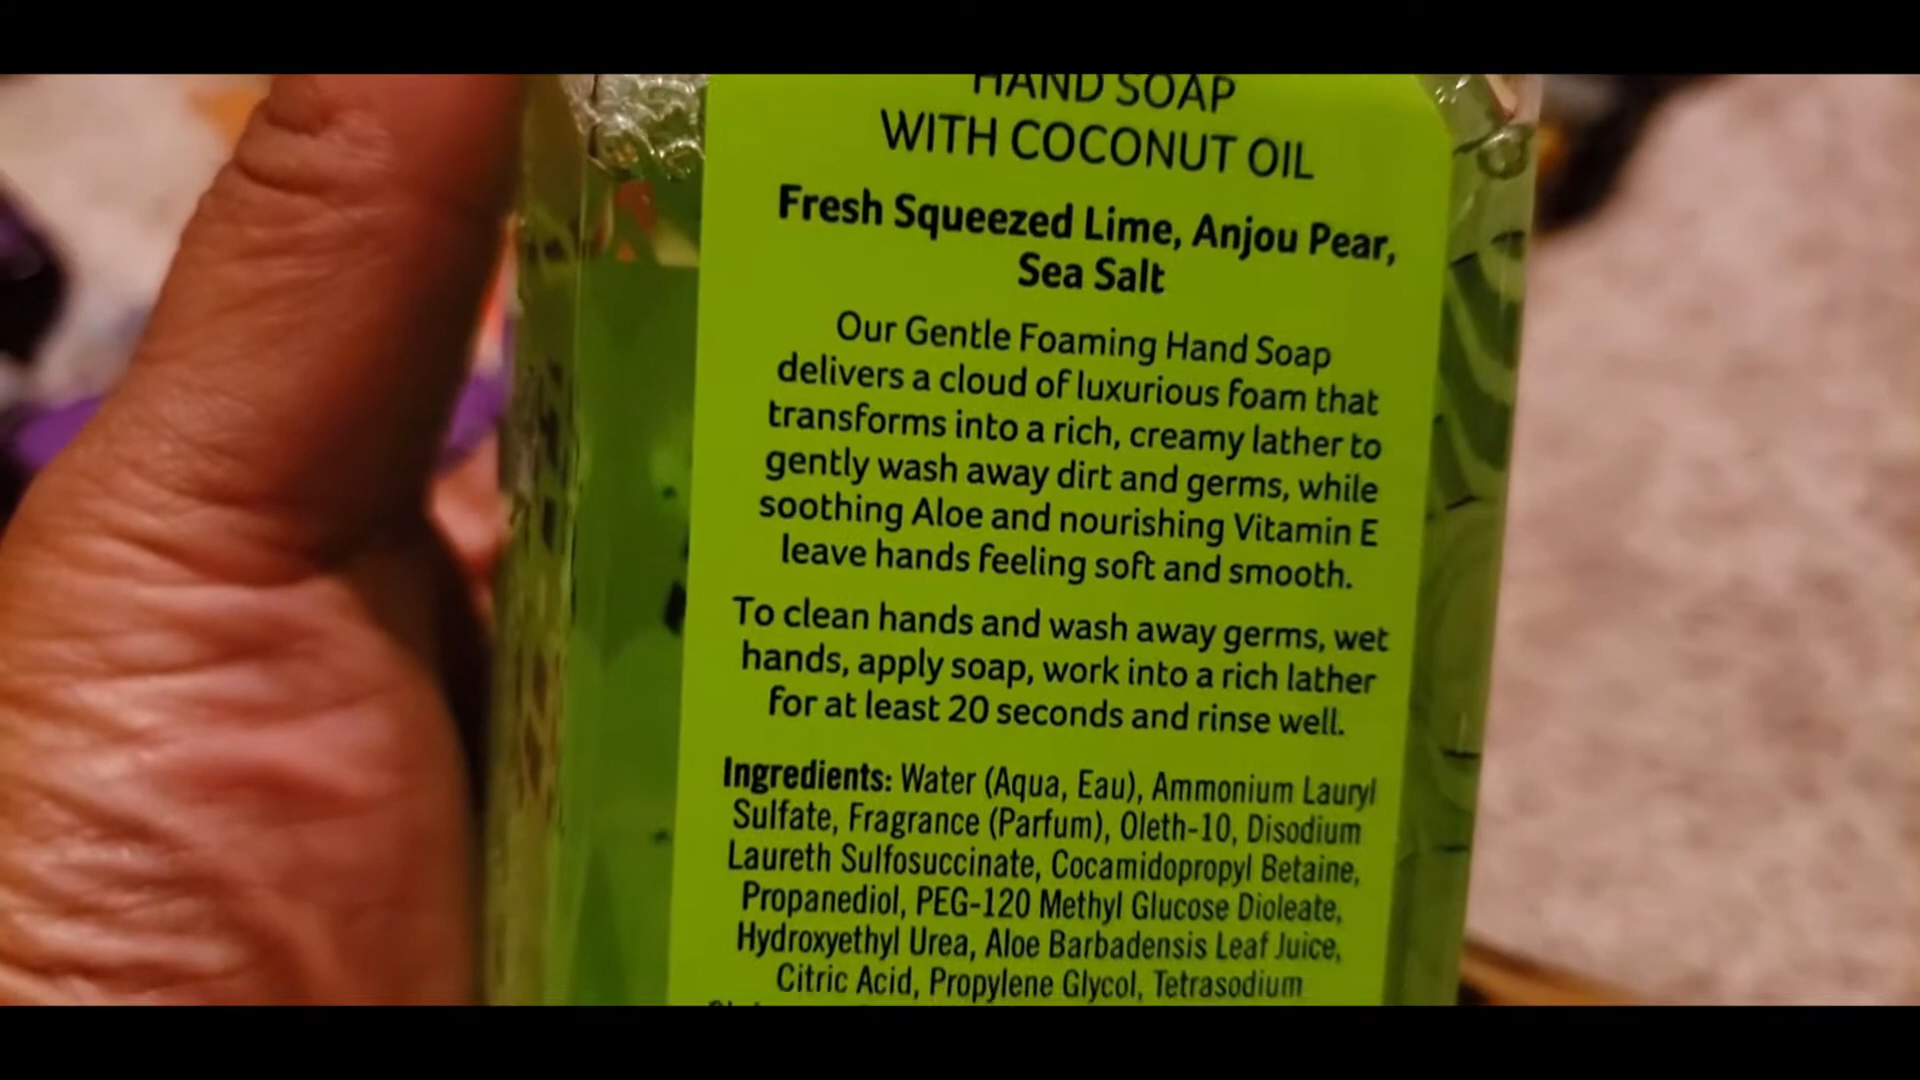 HAND SOAP
WITH COCONUT OIL
Fresh Squeezed Lime, Anjou Pear,
Sea Salt
Our Gentle Foaming Hand Soap
delivers a cloud of luxurious foam that
transforms into a rich, creamy lather to
gently wash away dirt and germs, while
soothing Aloe and nourishing Vitamin E
leave hands feeling soft and smooth.
To clean hands and wash away germs, wet
hands, apply soap, work into a rich lather
for at least 20 seconds and rinse well.
Ingredients: Water (Aqua, Eau), Ammonium Lauryl
Sulfate, Fragrance (Parfum), Oleth-10, Disodium
Laureth Sulfosuccinate, Cocamidopropyl Betaine,
Propanediol, PEG-120 Methyl Glucose Dioleate,
Hydroxyethyl Urea, Aloe Barbadensis Leaf Juice,
Citric Acid, Propylene Glycol, Tetrasodium